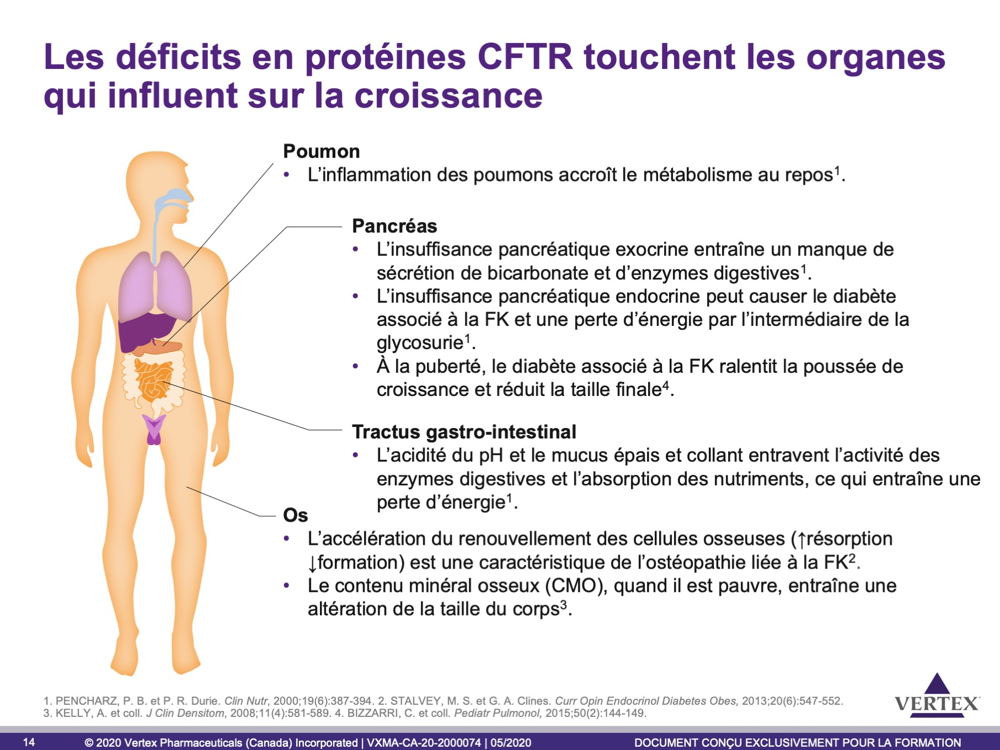 Les déficits en protéines CFTR touchent les organes
qui influent sur la croissance
Poumon
• L’inflammation des poumons accroît le métabolisme au repos¹.
Pancréas
• L’insuffisance pancréatique exocrine entraîne un manque de
sécrétion de bicarbonate et d’enzymes digestives¹.
• L’insuffisance pancréatique endocrine peut causer le diabète
associé à la FK et une perte d’énergie par l’intermédiaire de la
glycosurie¹.
• À la puberté, le diabète associé à la FK ralentit la poussée de
croissance et réduit la taille finale⁴.
Tractus gastro-intestinal
• L’acidité du pH et le mucus épais et collant entravent l’activité des
enzymes digestives et l’absorption des nutriments, ce qui entraîne une
perte d’énergie¹.
Os
• L’accélération du renouvellement des cellules osseuses (↑résorption
↓formation) est une caractéristique de l’ostéopathie liée à la FK².
• Le contenu minéral osseux (CMO), quand il est pauvre, entraîne une
altération de la taille du corps³.
1. PENCHARZ, P. B. et P. R. Durie. Clin Nutr, 2000;19(6):387-394. 2. STALVEY, M. S. et G. A. Clines. Curr Opin Endocrinol Diabetes Obes, 2013;20(6):547-552.
3. KELLY, A. et coll. J Clin Densitom, 2008;11(4):581-589. 4. BIZZARRI, C. et coll. Pediatr Pulmonol, 2015;50(2):144-149.
VERTEX
14 © 2020 Vertex Pharmaceuticals (Canada) Incorporated | VXMA-CA-20-2000074 | 05/2020 DOCUMENT CONÇU EXCLUSIVEMENT POUR LA FORMATION